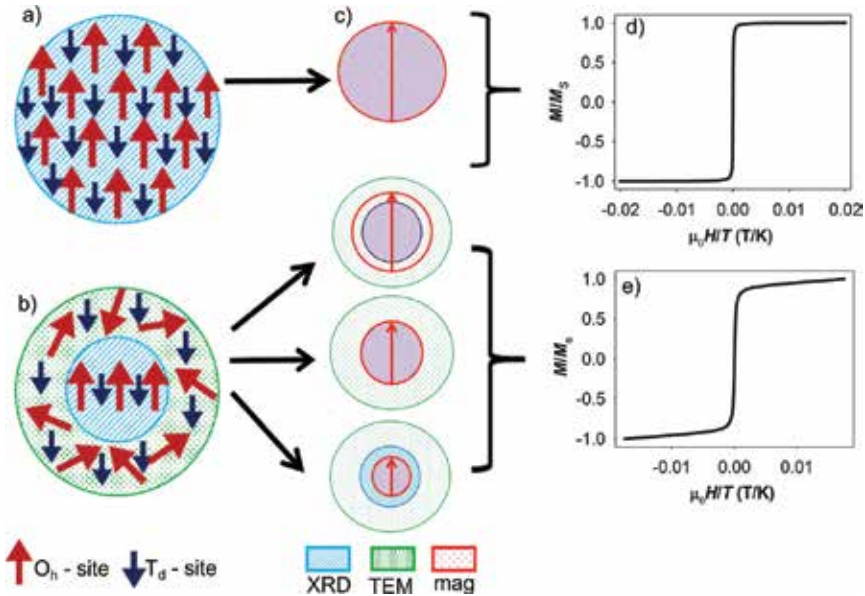 a)
c)
d)
1.0
0.5
0.0
-0.5
-1.0
M/Ms
-0.02 -0.01 0.00 0.01 0.02
μ₀H/T (T/K)
b)
e)
1.0
0.5
0.0
-0.5
-1.0
M/Ms
-0.01 0.00 0.01
μ₀H/T (T/K)
Oh - site Td - site
XRD TEM mag